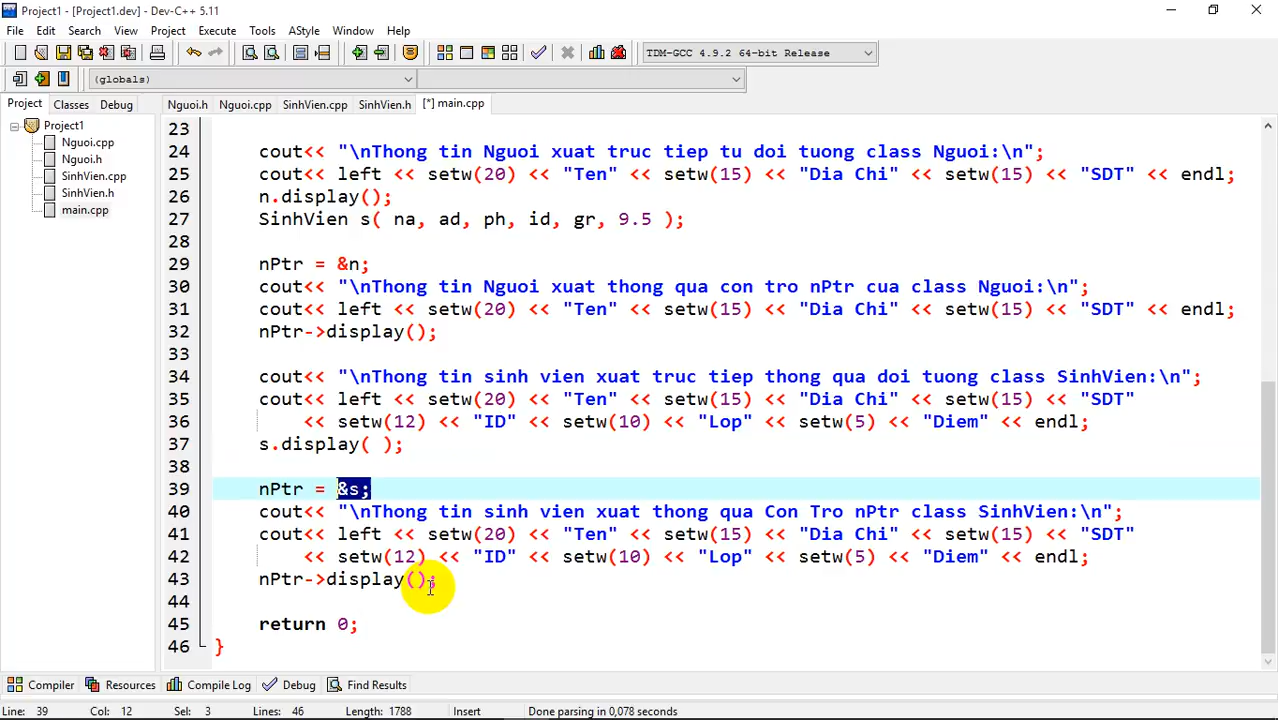 Project1 - [Project1.dev] - Dev-C++ 5.11
File Edit Search View Project Execute Tools AStyle Window Help
TDM-GCC 4.9.2 64-bit Release
(globals)
Project Classes Debug
Nguoi.h Nguoi.cpp SinhVien.cpp SinhVien.h [*] main.cpp
Project1
Nguoi.cpp
Nguoi.h
SinhVien.cpp
SinhVien.h
main.cpp
23
24 cout<< "\nThong tin Nguoi xuat truc tiep tu doi tuong class Nguoi:\n";
25 cout<< left << setw(20) << "Ten" << setw(15) << "Dia Chi" << setw(15) << "SDT" << endl;
26 n.display();
27 SinhVien s( na, ad, ph, id, gr, 9.5 );
28
29 nPtr = &n;
30 cout<< "\nThong tin Nguoi xuat thong qua con tro nPtr cua class Nguoi:\n";
31 cout<< left << setw(20) << "Ten" << setw(15) << "Dia Chi" << setw(15) << "SDT" << endl;
32 nPtr->display();
33
34 cout<< "\nThong tin sinh vien xuat truc tiep thong qua doi tuong class SinhVien:\n";
35 cout<< left << setw(20) << "Ten" << setw(15) << "Dia Chi" << setw(15) << "SDT"
36 << setw(12) << "ID" << setw(10) << "Lop" << setw(5) << "Diem" << endl;
37 s.display( );
38
39 nPtr = &s;
40 cout<< "\nThong tin sinh vien xuat thong qua Con Tro nPtr class SinhVien:\n";
41 cout<< left << setw(20) << "Ten" << setw(15) << "Dia Chi" << setw(15) << "SDT"
42 << setw(12) << "ID" << setw(10) << "Lop" << setw(5) << "Diem" << endl;
43 nPtr->display();
44
45 return 0;
46 }
Compiler Resources Compile Log Debug Find Results
Line: 39 Col: 12 Sel: 3 Lines: 46 Length: 1788 Insert Done parsing in 0,078 seconds